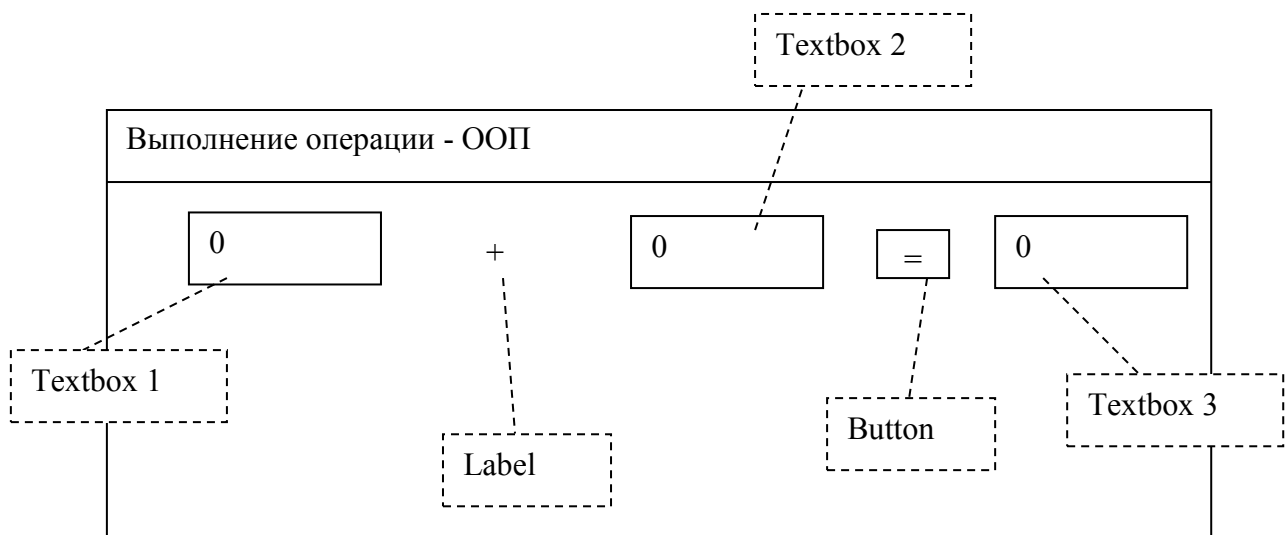 Textbox 2
Выполнение операции - ООП
0 + 0 = 0
Textbox 1
Textbox 3
Button
Label